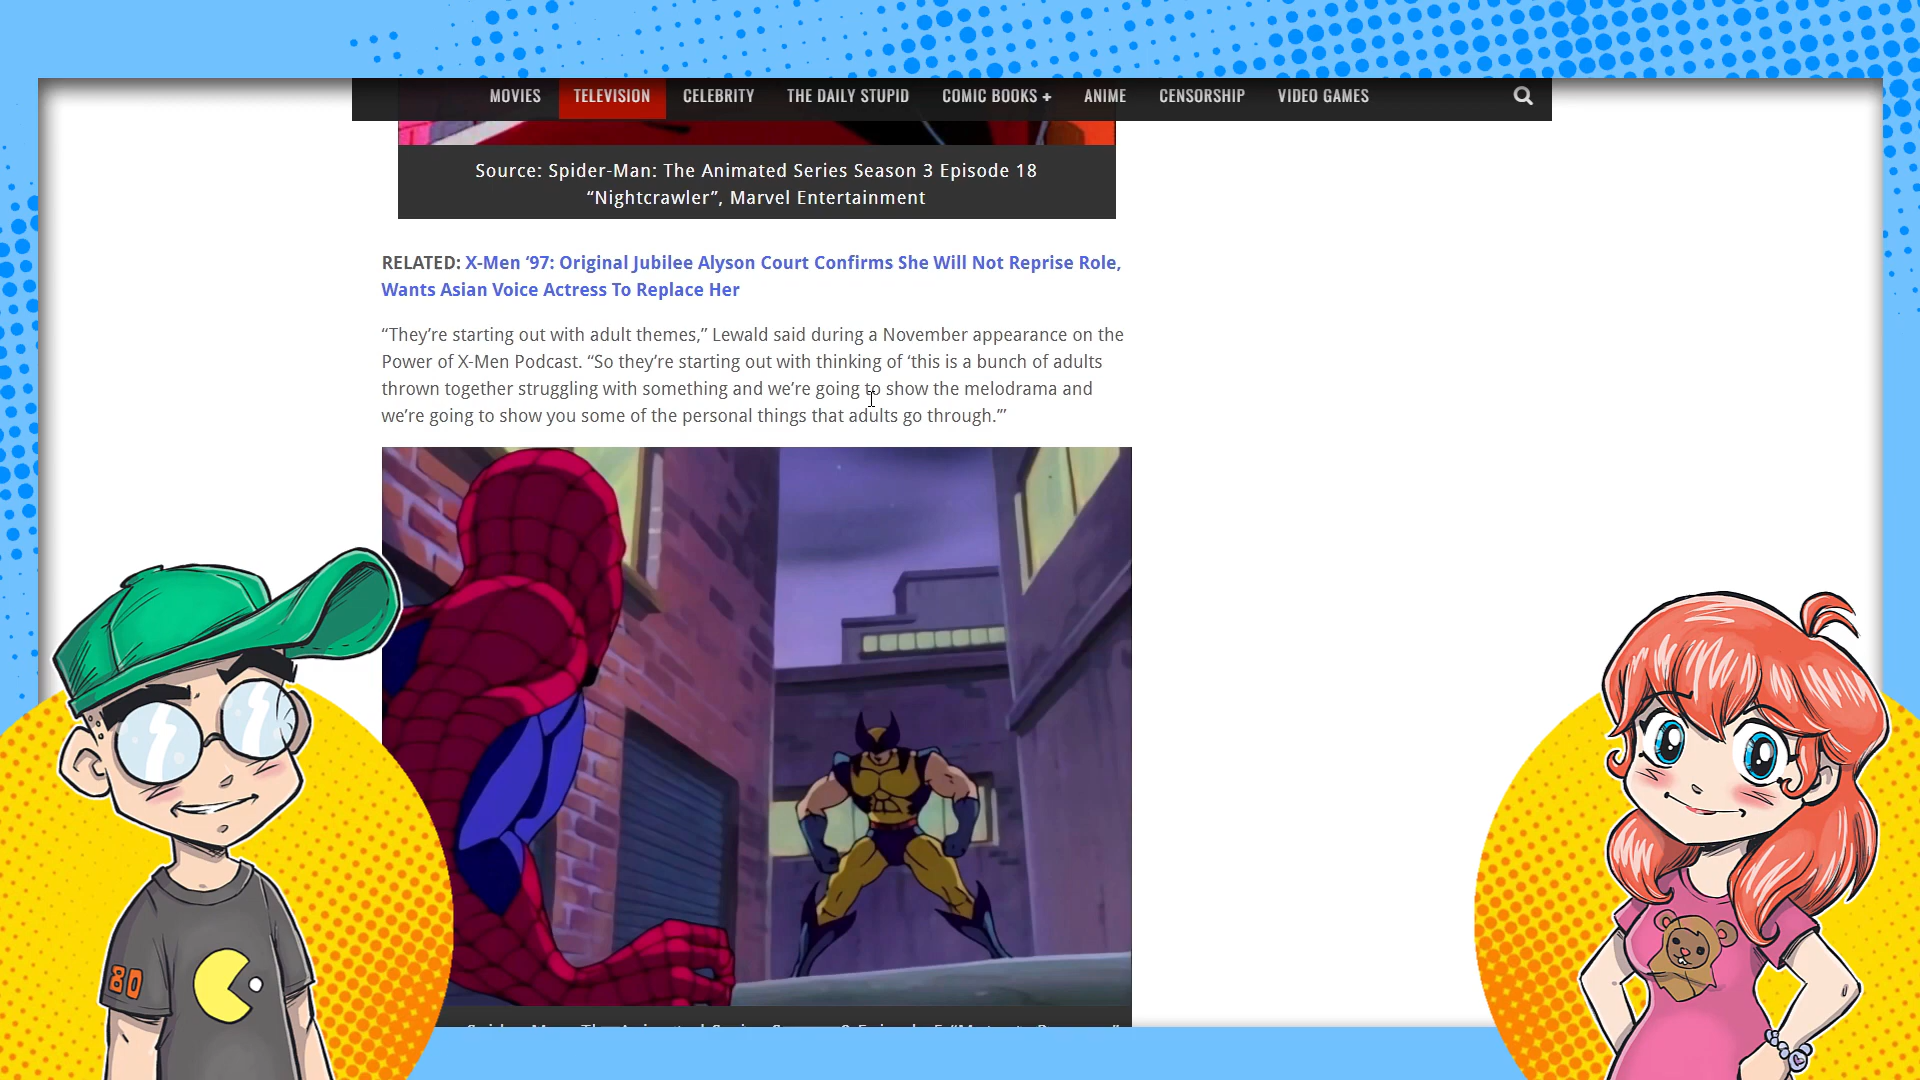 MOVIES TELEVISION CELEBRITY THE DAILY STUPID COMIC BOOKS + ANIME CENSORSHIP VIDEO GAMES
Source: Spider-Man: The Animated Series Season 3 Episode 18
“Nightcrawler”, Marvel Entertainment
RELATED: X-Men ‘97: Original Jubilee Alyson Court Confirms She Will Not Reprise Role,
Wants Asian Voice Actress To Replace Her
“They’re starting out with adult themes,” Lewald said during a November appearance on the
Power of X-Men Podcast. “So they’re starting out with thinking of ‘this is a bunch of adults
thrown together struggling with something and we’re going to show the melodrama and
we’re going to show you some of the personal things that adults go through.’”
80